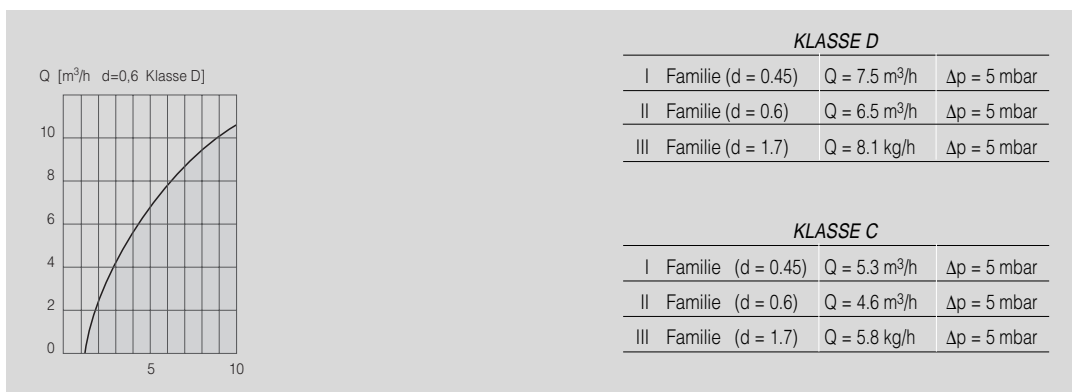 Q [m³/h d=0,6 Klasse D]
10
8
6
4
2
0
5 10
KLASSE D
I Familie (d = 0.45) Q = 7.5 m³/h Δp = 5 mbar
II Familie (d = 0.6) Q = 6.5 m³/h Δp = 5 mbar
III Familie (d = 1.7) Q = 8.1 kg/h Δp = 5 mbar
KLASSE C
I Familie (d = 0.45) Q = 5.3 m³/h Δp = 5 mbar
II Familie (d = 0.6) Q = 4.6 m³/h Δp = 5 mbar
III Familie (d = 1.7) Q = 5.8 kg/h Δp = 5 mbar